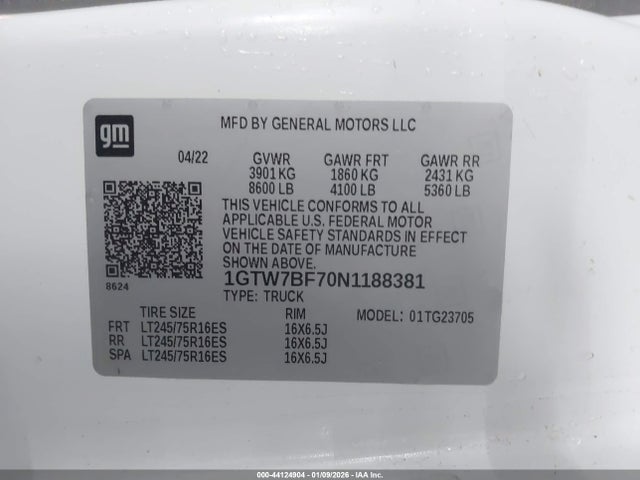 gm
MFD BY GENERAL MOTORS LLC
04/22 GVWR GAWR FRT GAWR RR
3901 KG 1860 KG 2431 KG
8600 LB 4100 LB 5360 LB
THIS VEHICLE CONFORMS TO ALL
APPLICABLE U.S. FEDERAL MOTOR
VEHICLE SAFETY STANDARDS IN EFFECT
ON THE DATE OF MANUFACTURE
SHOWN ABOVE.
8624
1GTW7BF70N1188381
TYPE: TRUCK
TIRE SIZE RIM MODEL: 01TG23705
FRT LT245/75R16ES 16X6.5J
RR LT245/75R16ES 16X6.5J
SPA LT245/75R16ES 16X6.5J
000-44124904 | 01/09/2026 | IAAI.com